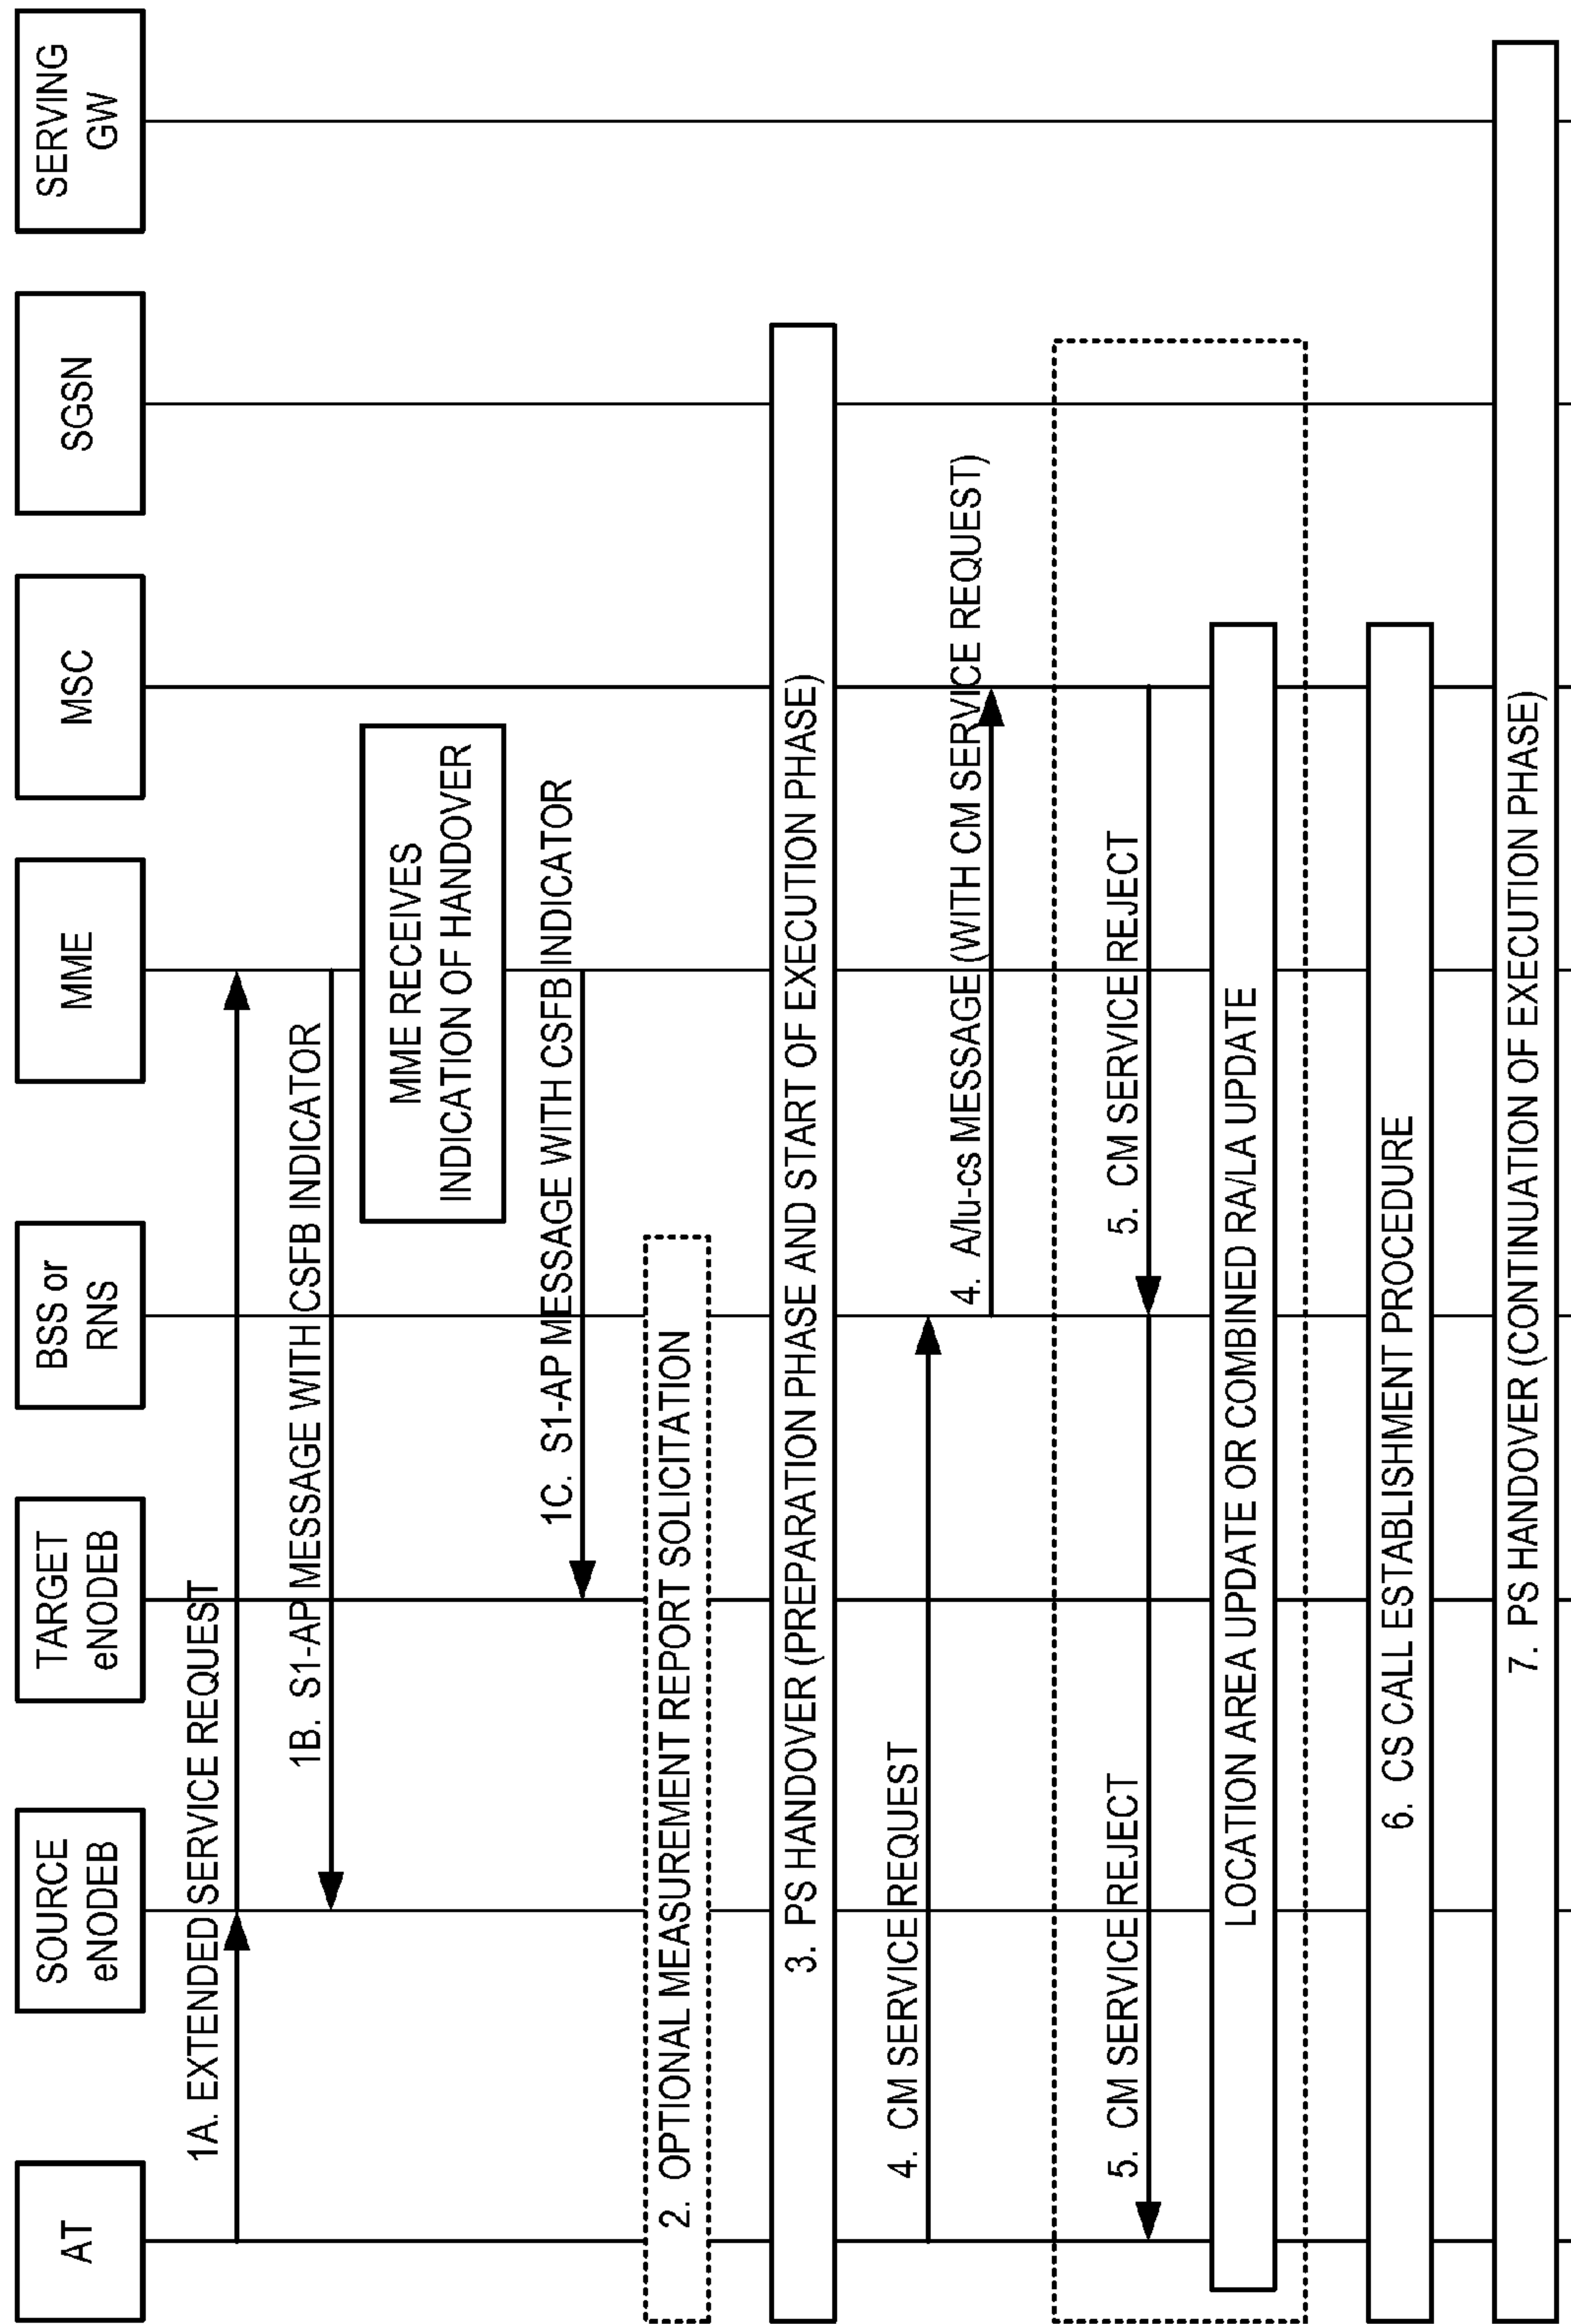 AT
SOURCE
eNODEB
TARGET
eNODEB
BSS or
RNS
MME
MSC
SGSN
SERVING
GW
1A. EXTENDED SERVICE REQUEST
1B. S1-AP MESSAGE WITH CSFB INDICATOR
MME RECEIVES
INDICATION OF HANDOVER
1C. S1-AP MESSAGE WITH CSFB INDICATOR
2. OPTIONAL MEASUREMENT REPORT SOLICITATION
3. PS HANDOVER (PREPARATION PHASE AND START OF EXECUTION PHASE)
4. CM SERVICE REQUEST
4. A/Iu-cs MESSAGE (WITH CM SERVICE REQUEST)
5. CM SERVICE REJECT
5. CM SERVICE REJECT
LOCATION AREA UPDATE OR COMBINED RA/LA UPDATE
6. CS CALL ESTABLISHMENT PROCEDURE
7. PS HANDOVER (CONTINUATION OF EXECUTION PHASE)